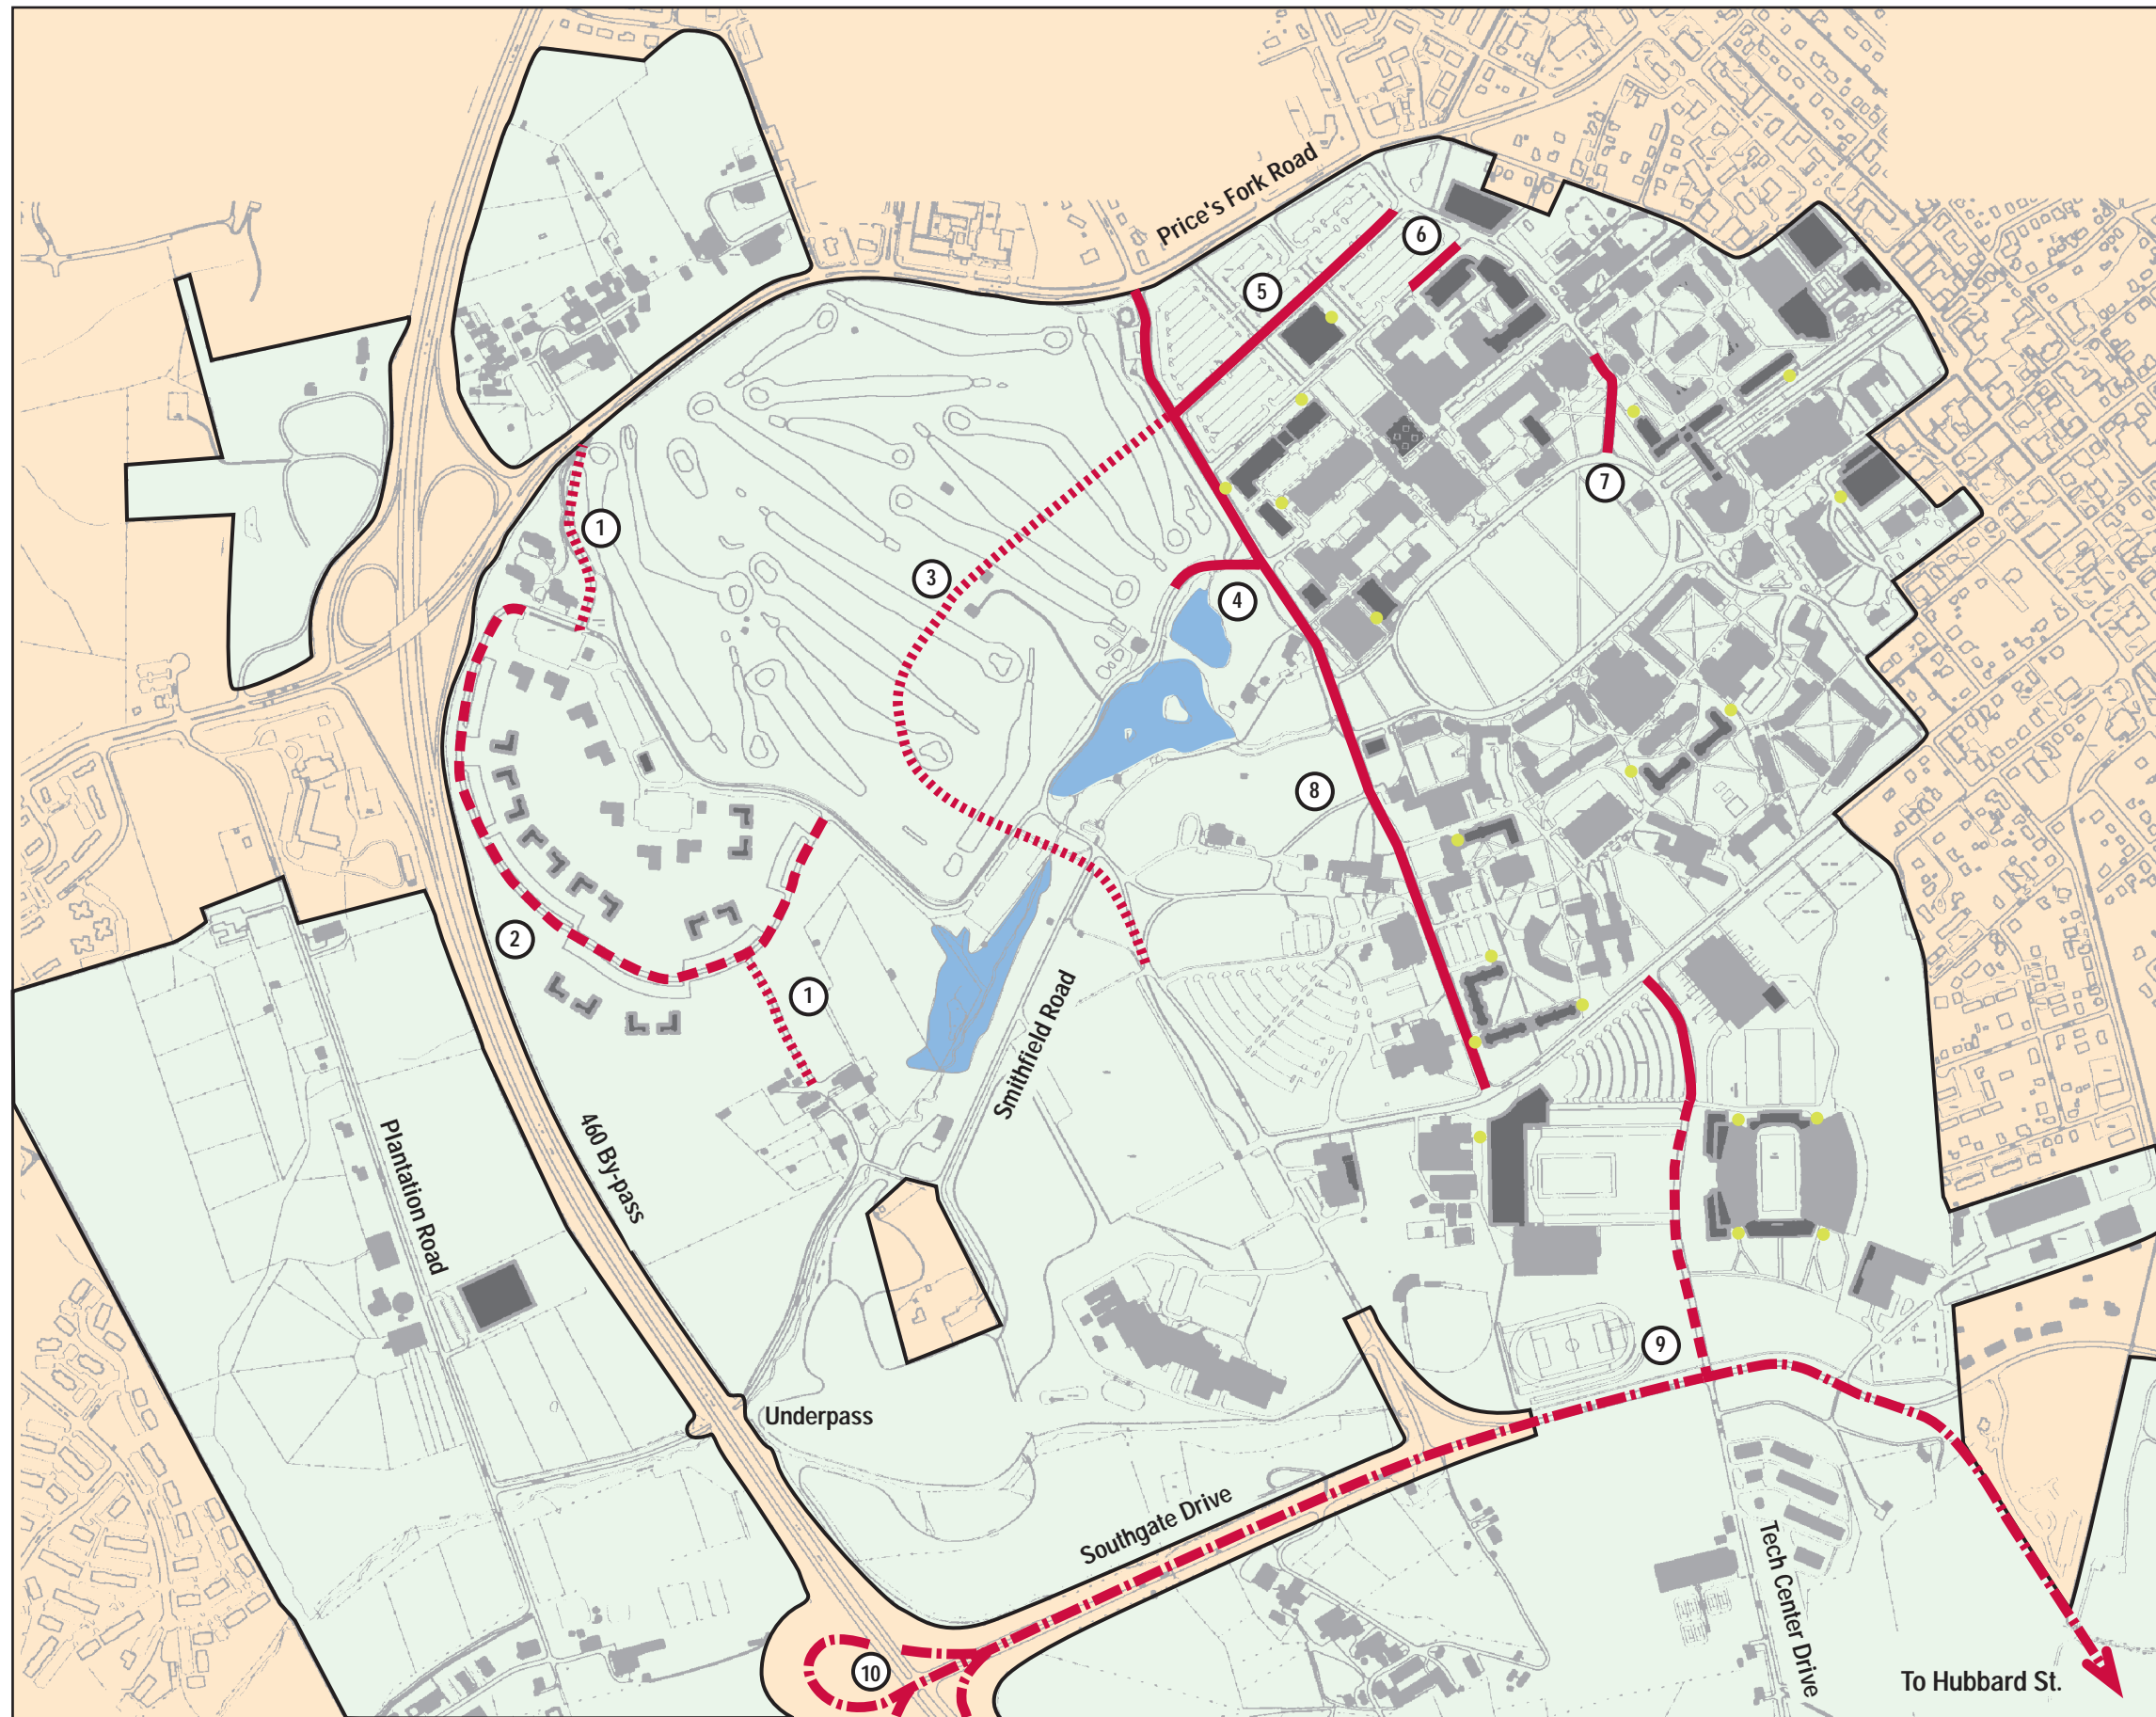 Price's Fork Road
6
5
7
1
3
4
8
2
1
Smithfield Road
460 By-pass
Plantation Road
9
Underpass
Southgate Drive
Tech Center Drive
10
To Hubbard St.